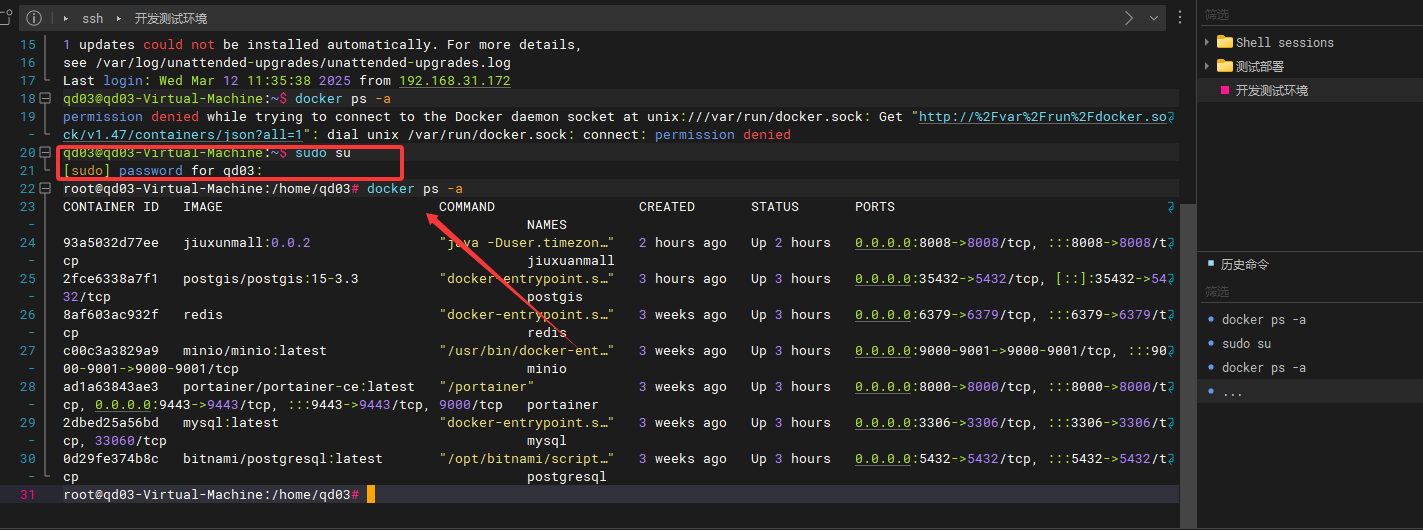 ssh 开发测试环境
筛选
Shell sessions
测试部署
开发测试环境
15 1 updates could not be installed automatically. For more details,
16 see /var/log/unattended-upgrades/unattended-upgrades.log
17 Last login: Wed Mar 12 11:35:38 2025 from 192.168.31.172
18 qd03@qd03-Virtual-Machine:~$ docker ps -a
19 permission denied while trying to connect to the Docker daemon socket at unix:///var/run/docker.sock: Get "http://%2Fvar%2Frun%2Fdocker.so
- ck/v1.47/containers/json?all=1": dial unix /var/run/docker.sock: connect: permission denied
20 qd03@qd03-Virtual-Machine:~$ sudo su
21 [sudo] password for qd03:
22 root@qd03-Virtual-Machine:/home/qd03# docker ps -a
23 CONTAINER ID IMAGE COMMAND CREATED STATUS PORTS
- NAMES
24 93a5032d77ee jiuxunmall:0.0.2 "java -Duser.timezon…" 2 hours ago Up 2 hours 0.0.0.0:8008->8008/tcp, :::8008->8008/t
- cp jiuxuanmall
25 2fce6338a7f1 postgis/postgis:15-3.3 "docker-entrypoint.s…" 3 hours ago Up 3 hours 0.0.0.0:35432->5432/tcp, [::]:35432->54
- 32/tcp postgis
26 8af603ac932f redis "docker-entrypoint.s…" 3 weeks ago Up 3 hours 0.0.0.0:6379->6379/tcp, :::6379->6379/t
- cp redis
27 c00c3a3829a9 minio/minio:latest "/usr/bin/docker-ent…" 3 weeks ago Up 3 hours 0.0.0.0:9000-9001->9000-9001/tcp, :::90
- 00-9001->9000-9001/tcp minio
28 ad1a63843ae3 portainer/portainer-ce:latest "/portainer" 3 weeks ago Up 3 hours 0.0.0.0:8000->8000/tcp, :::8000->8000/t
- cp, 0.0.0.0:9443->9443/tcp, :::9443->9443/tcp, 9000/tcp portainer
29 2dbed25a56bd mysql:latest "docker-entrypoint.s…" 3 weeks ago Up 3 hours 0.0.0.0:3306->3306/tcp, :::3306->3306/t
- cp, 33060/tcp mysql
30 0d29fe374b8c bitnami/postgresql:latest "/opt/bitnami/script…" 3 weeks ago Up 3 hours 0.0.0.0:5432->5432/tcp, :::5432->5432/t
- cp postgresql
31 root@qd03-Virtual-Machine:/home/qd03#
历史命令
筛选
docker ps -a
sudo su
docker ps -a
...